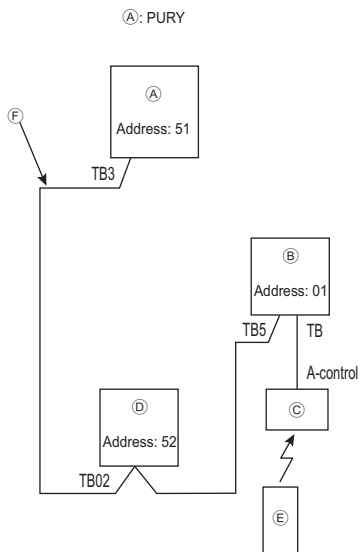 Ⓐ: PURY
Ⓐ
Address: 51
Ⓕ
TB3
Ⓑ
Address: 01
TB5
TB
A-control
Ⓒ
Ⓓ
Address: 52
TB02
Ⓔ